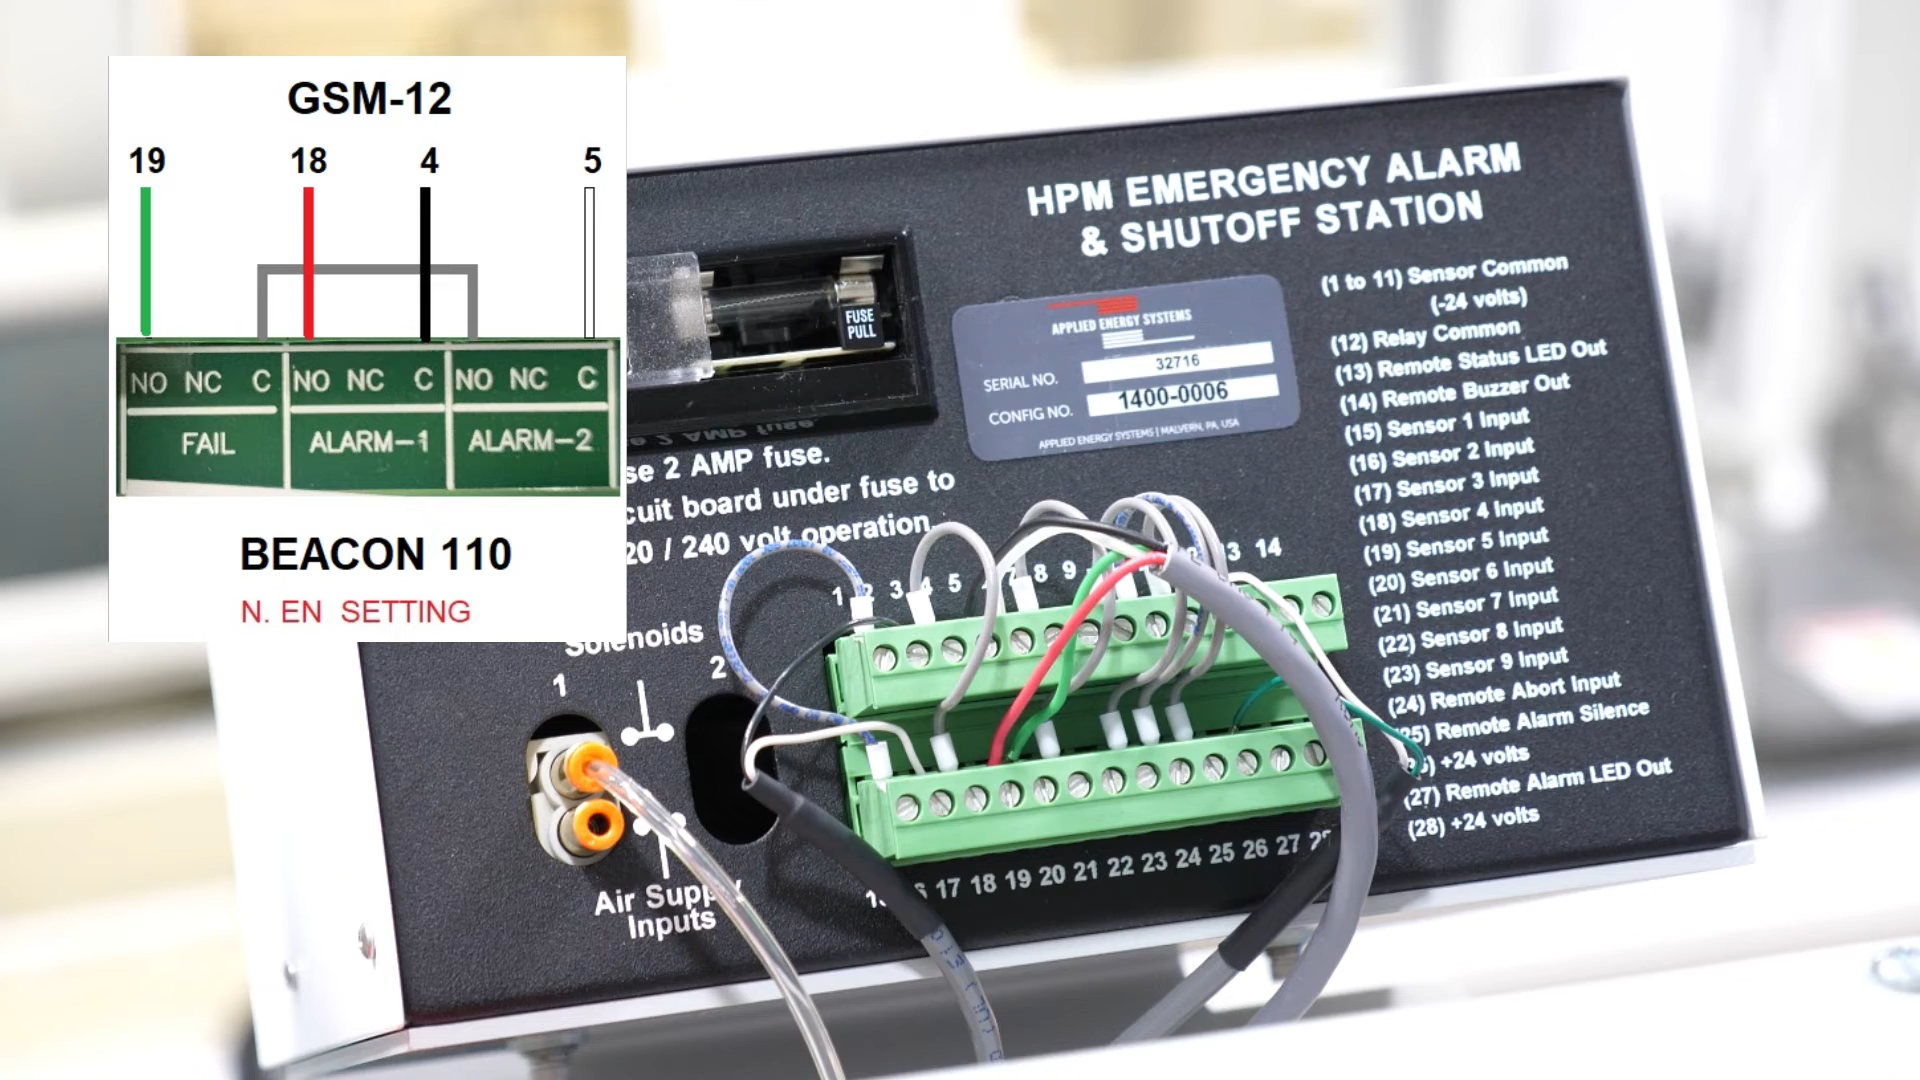 GSM-12
19 18 4 5
NO NC C NO NC C NO NC C
FAIL ALARM-1 ALARM-2
BEACON 110
N. EN SETTING
HPM EMERGENCY ALARM
& SHUTOFF STATION
FUSE
PULL
APPLIED ENERGY SYSTEMS
SERIAL NO. 32716
CONFIG NO. 1400-0006
APPLIED ENERGY SYSTEMS | MALVERN, PA, USA
(1 to 11) Sensor Common
(-24 volts)
(12) Relay Common
(13) Remote Status LED Out
(14) Remote Buzzer Out
(15) Sensor 1 Input
(16) Sensor 2 Input
(17) Sensor 3 Input
(18) Sensor 4 Input
(19) Sensor 5 Input
(20) Sensor 6 Input
(21) Sensor 7 Input
(22) Sensor 8 Input
(23) Sensor 9 Input
(24) Remote Abort Input
Remote Alarm Silence
+24 volts
(27) Remote Alarm LED Out
(28) +24 volts
2 AMP fuse.
board under fuse to
/ 240 volt operation
Solenoids
1 2
1 2 3 4 5 8 9 14
17 18 19 20 21 22 23 24 25 26 27
Air Supply
Inputs